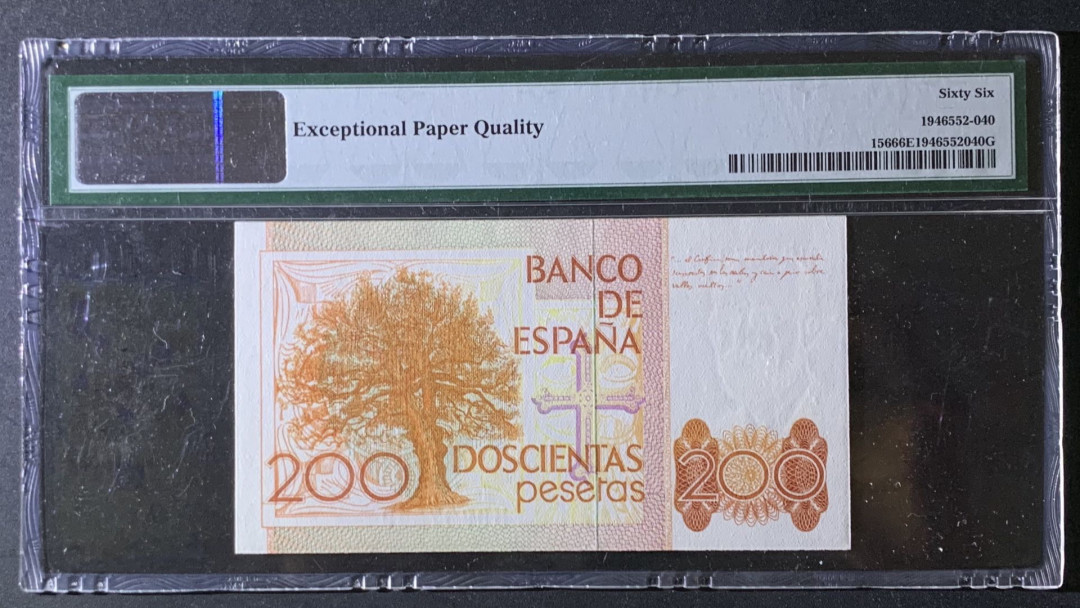 Sixty Six
Exceptional Paper Quality
1946552-040
15666E1946552040G
BANCO
DE
ESPAÑA
200
DOSCIENTAS
pesetas
200